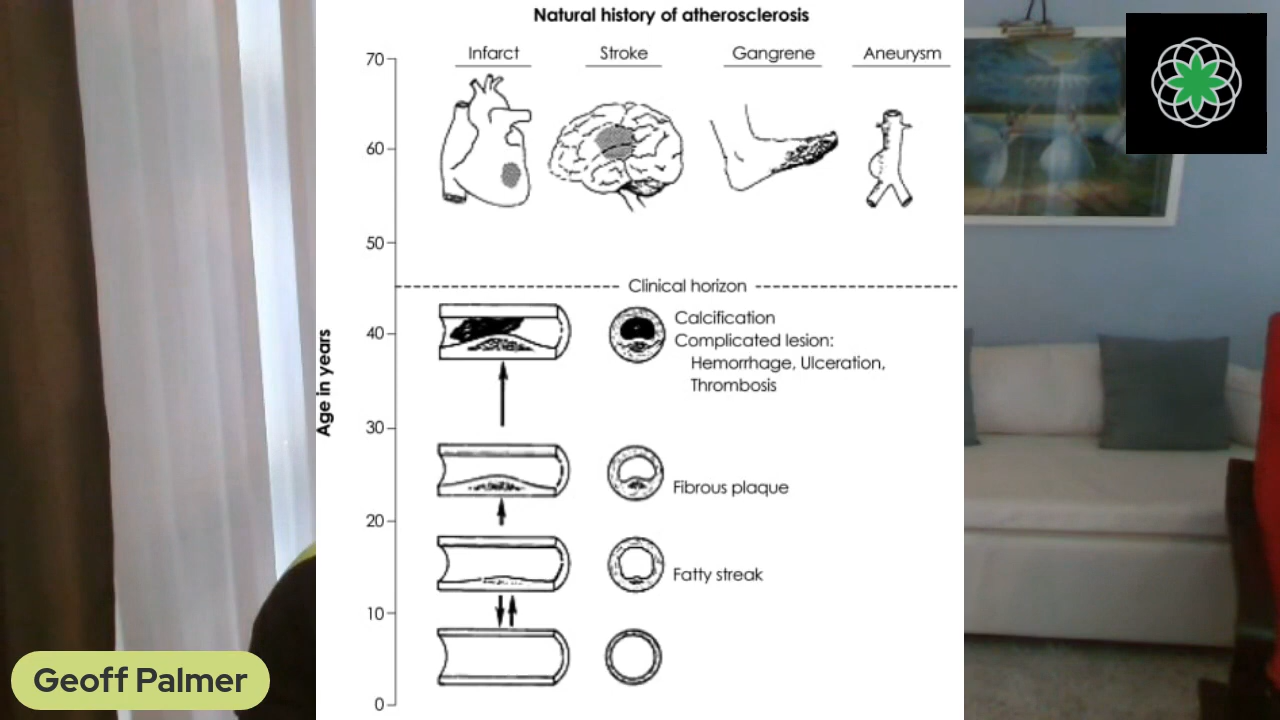 Natural history of atherosclerosis
Infarct
Stroke
Gangrene
Aneurysm
70
60
50
Clinical horizon
Calcification
Complicated lesion:
Hemorrhage, Ulceration,
Thrombosis
40
Age in years
30
Fibrous plaque
20
Fatty streak
10
0
Geoff Palmer